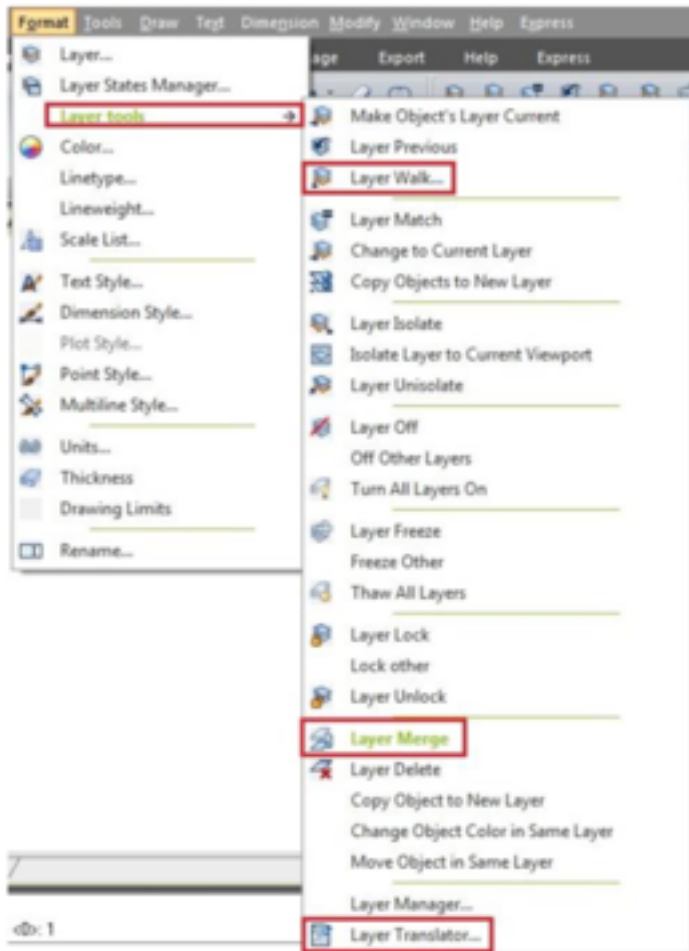 Format Tools Draw Text Dimension Modify Window Help Express
Layer...
age Export Help Express
Layer States Manager...
Layer tools
Color...
Linetype...
Lineweight...
Scale List...
Text Style...
Dimension Style...
Plot Style...
Point Style...
Multiline Style...
Units...
Thickness
Drawing Limits
Rename...
Make Object's Layer Current
Layer Previous
Layer Walk...
Layer Match
Change to Current Layer
Copy Objects to New Layer
Layer Isolate
Isolate Layer to Current Viewport
Layer Unisolate
Layer Off
Off Other Layers
Turn All Layers On
Layer Freeze
Freeze Other
Thaw All Layers
Layer Lock
Lock other
Layer Unlock
Layer Merge
Layer Delete
Copy Object to New Layer
Change Object Color in Same Layer
Move Object in Same Layer
Layer Manager...
Layer Translator...
<0>: 1